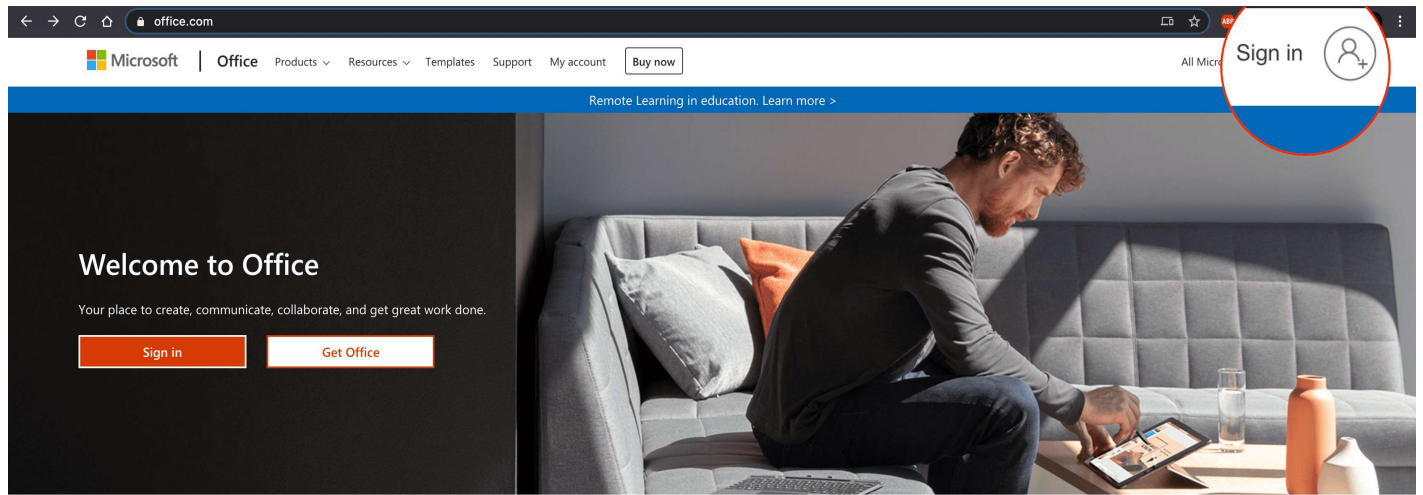 office.com
Microsoft Office Products Resources Templates Support My account Buy now All Micro Sign in
Remote Learning in education. Learn more >
Welcome to Office
Your place to create, communicate, collaborate, and get great work done.
Sign in Get Office